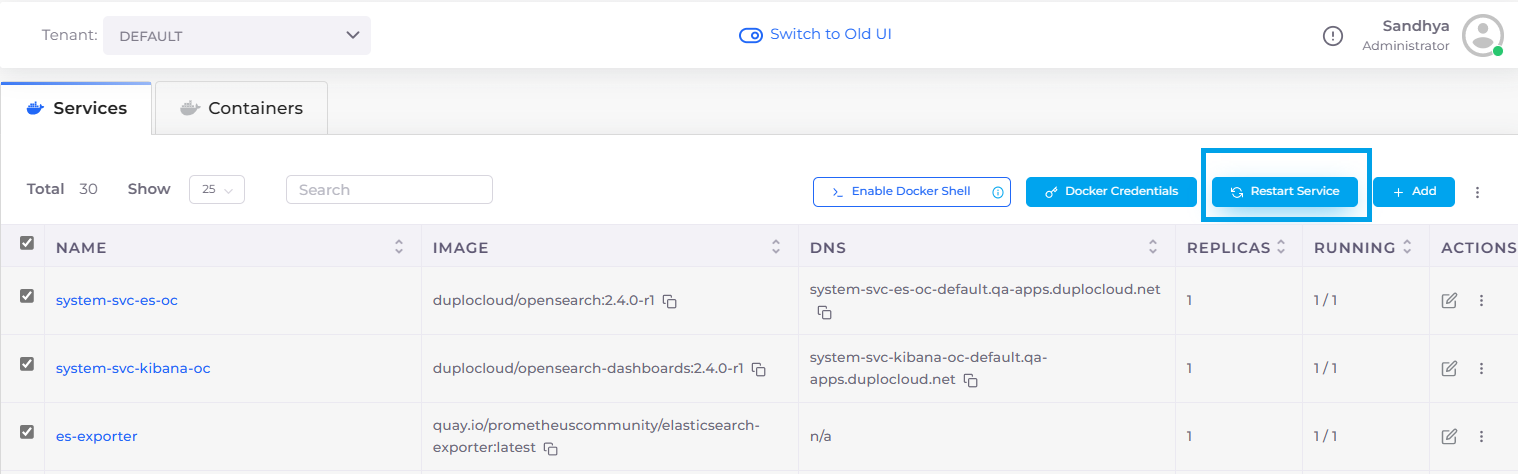 Tenant: DEFAULT
Switch to Old UI
Sandhya
Administrator
Services
Containers
Total 30 Show 25 Search
Enable Docker Shell
Docker Credentials
Restart Service
Add
NAME IMAGE DNS REPLICAS RUNNING ACTIONS
system-svc-es-oc duplocloud/opensearch:2.4.0-r1 system-svc-es-oc-default.qa-apps.duplocloud.net 1 1 / 1
system-svc-kibana-oc duplocloud/opensearch-dashboards:2.4.0-r1 system-svc-kibana-oc-default.qa-
apps.duplocloud.net 1 1 / 1
es-exporter quay.io/prometheuscommunity/elasticsearch-
exporter:latest n/a 1 1 / 1